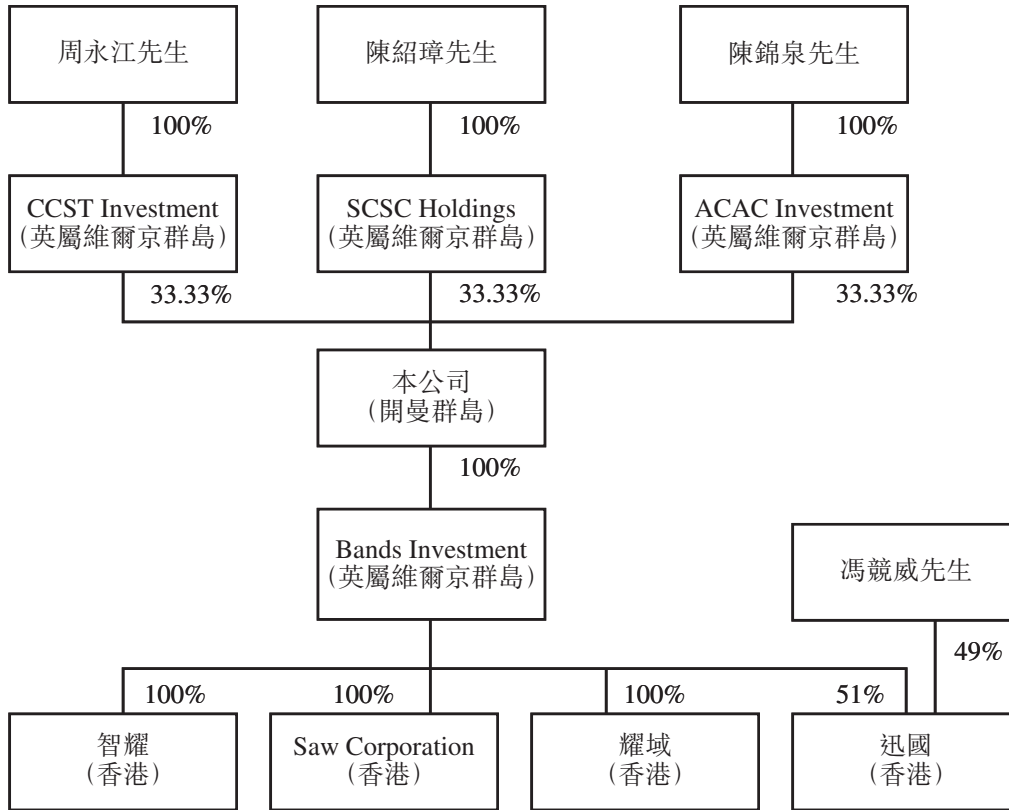 周永江先生
陳紹璋先生
陳錦泉先生
100%
100%
100%
CCST Investment
(英屬維爾京群島)
SCSC Holdings
(英屬維爾京群島)
ACAC Investment
(英屬維爾京群島)
33.33%
33.33%
33.33%
本公司
(開曼群島)
100%
Bands Investment
(英屬維爾京群島)
馮競威先生
49%
100%
100%
100%
51%
智耀
(香港)
Saw Corporation
(香港)
耀域
(香港)
迅國
(香港)